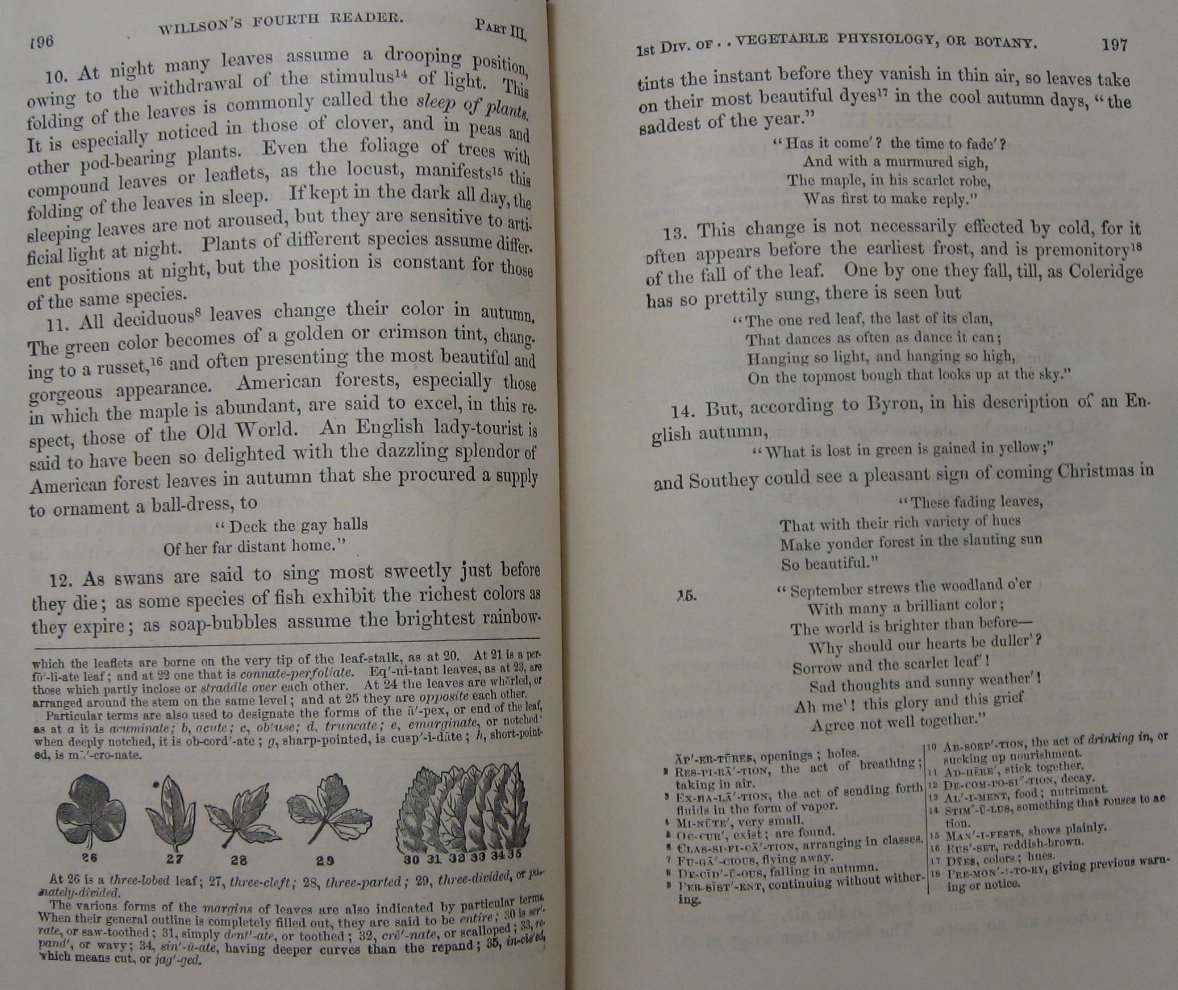 196
WILLSON'S FOURTH READER.
PART III.
10. At night many leaves assume a drooping position,
owing to the withdrawal of the stimulus¹⁴ of light. This
folding of the leaves is commonly called the sleep of plants.
It is especially noticed in those of clover, and in peas and
other pod-bearing plants. Even the foliage of trees with
compound leaves or leaflets, as the locust, manifests¹⁵ this
folding of the leaves in sleep. If kept in the dark all day, the
sleeping leaves are not aroused, but they are sensitive to arti-
ficial light at night. Plants of different species assume differ-
ent positions at night, but the position is constant for those
of the same species.
11. All deciduous⁸ leaves change their color in autumn.
The green color becomes of a golden or crimson tint, chang-
ing to a russet,¹⁶ and often presenting the most beautiful and
gorgeous appearance. American forests, especially those
in which the maple is abundant, are said to excel, in this re-
spect, those of the Old World. An English lady-tourist is
said to have been so delighted with the dazzling splendor of
American forest leaves in autumn that she procured a supply
to ornament a ball-dress, to
"Deck the gay halls
Of her far distant home."
12. As swans are said to sing most sweetly just before
they die; as some species of fish exhibit the richest colors as
they expire; as soap-bubbles assume the brightest rainbow-
which the leaflets are borne on the very tip of the leaf-stalk, as at 20. At 21 is a per-
fō'-li-ate leaf; and at 22 one that is connate-perfoliate. Eq'-ui-tant leaves, as at 23, are
those which partly inclose or straddle over each other. At 24 the leaves are whorled, or
arranged around the stem on the same level; and at 25 they are opposite each other.
Particular terms are also used to designate the forms of the ā'-pex, or end of the leaf,
as at a it is acuminate; b, acute; c, obtuse; d, truncate; e, emarginate, or notched
when deeply notched, it is ob-cord'-ate; g, sharp-pointed, is cusp'-i-dāte; h, short-point-
ed, is mū'-cro-nate.
26 27 28 29 30 31 32 33 34 35
At 26 is a three-lobed leaf; 27, three-cleft; 28, three-parted; 29, three-divided, or pin-
nately-divided.
The various forms of the margins of leaves are also indicated by particular terms.
When their general outline is completely filled out, they are said to be entire; 30 is ser'-
rate, or saw-toothed; 31, simply dent'-ate, or toothed; 32, crē'-nate, or scalloped; 33, re-
pand', or wavy; 34, sin'-ū-ate, having deeper curves than the repand; 35, in-cis'ed,
which means cut, or jag'-ged.
1st DIV. OF . . VEGETABLE PHYSIOLOGY, OR BOTANY.
197
tints the instant before they vanish in thin air, so leaves take
on their most beautiful dyes¹⁷ in the cool autumn days, "the
saddest of the year."
"Has it come'? the time to fade'?
And with a murmured sigh,
The maple, in his scarlet robe,
Was first to make reply."
13. This change is not necessarily effected by cold, for it
often appears before the earliest frost, and is premonitory¹⁸
of the fall of the leaf. One by one they fall, till, as Coleridge
has so prettily sung, there is seen but
"The one red leaf, the last of its clan,
That dances as often as dance it can;
Hanging so light, and hanging so high,
On the topmost bough that looks up at the sky."
14. But, according to Byron, in his description of an En-
glish autumn,
"What is lost in green is gained in yellow;"
and Southey could see a pleasant sign of coming Christmas in
"These fading leaves,
That with their rich variety of hues
Make yonder forest in the slanting sun
So beautiful."
15. "September strews the woodland o'er
With many a brilliant color;
The world is brighter than before—
Why should our hearts be duller'?
Sorrow and the scarlet leaf'!
Sad thoughts and sunny weather'!
Ah me'! this glory and this grief
Agree not well together."
ĀP'-ER-TŪRES, openings; holes.
² RES-PI-RĀ'-TION, the act of breathing;
taking in air.
³ EX-HA-LĀ'-TION, the act of sending forth
fluids in the form of vapor.
⁴ MI-NŪTE', very small.
⁵ OC-CUR', exist; are found.
⁶ CLAS-SI-FI-CĀ'-TION, arranging in classes.
⁷ FU-GĀ'-CIOUS, flying away.
⁸ DE-CĬD'-Ū-OUS, falling in autumn.
⁹ PER-SĬST'-ENT, continuing without wither-
ing.
¹⁰ AB-SORP'-TION, the act of drinking in, or
sucking up nourishment.
¹¹ AD-HĒRE', stick together.
¹² DE-COM-PO-SI'-TION, decay.
¹³ AL'-I-MENT, food; nutriment.
¹⁴ STIM'-Ū-LUS, something that rouses to ac
tion.
¹⁵ MAN'-I-FESTS, shows plainly.
¹⁶ RUS'-SET, reddish-brown.
¹⁷ DȲES, colors; hues.
¹⁸ PRE-MON'-I-TO-RY, giving previous warn-
ing or notice.